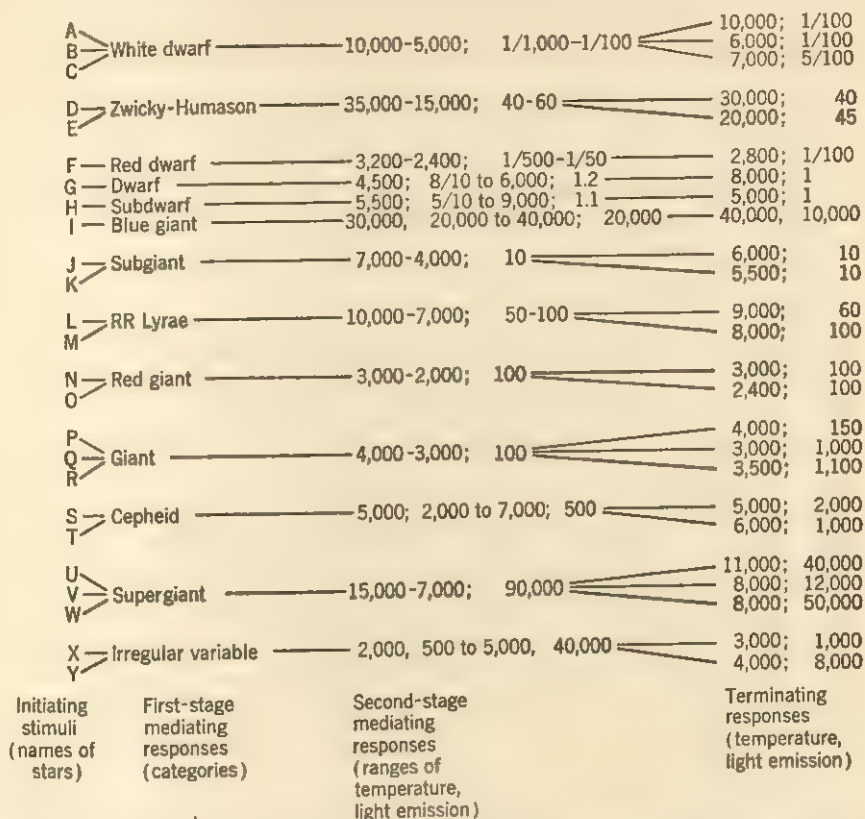 A 10,000; 1/100
B White dwarf 10,000-5,000; 1/1,000-1/100 6,000; 1/100
C 7,000; 5/100
D Zwicky-Humason 35,000-15,000; 40-60 30,000; 40
E 20,000; 45
F Red dwarf 3,200-2,400; 1/500-1/50 2,800; 1/100
G Dwarf 4,500; 8/10 to 6,000; 1.2 8,000; 1
H Subdwarf 5,500; 5/10 to 9,000; 1.1 5,000; 1
I Blue giant 30,000, 20,000 to 40,000; 20,000 40,000, 10,000
J Subgiant 7,000-4,000; 10 6,000; 10
K 5,500; 10
L RR Lyrae 10,000-7,000; 50-100 9,000; 60
M 8,000; 100
N Red giant 3,000-2,000; 100 3,000; 100
O 2,400; 100
P 4,000; 150
Q Giant 4,000-3,000; 100 3,000; 1,000
R 3,500; 1,100
S Cepheid 5,000; 2,000 to 7,000; 500 5,000; 2,000
T 6,000; 1,000
U 11,000; 40,000
V Supergiant 15,000-7,000; 90,000 8,000; 12,000
W 8,000; 50,000
X Irregular variable 2,000, 500 to 5,000, 40,000 3,000; 1,000
Y 4,000; 8,000
Initiating
stimuli
(names of
stars)
First-stage
mediating
responses
(categories)
Second-stage
mediating
responses
(ranges of
temperature,
light emission)
Terminating
responses
(temperature,
light emission)